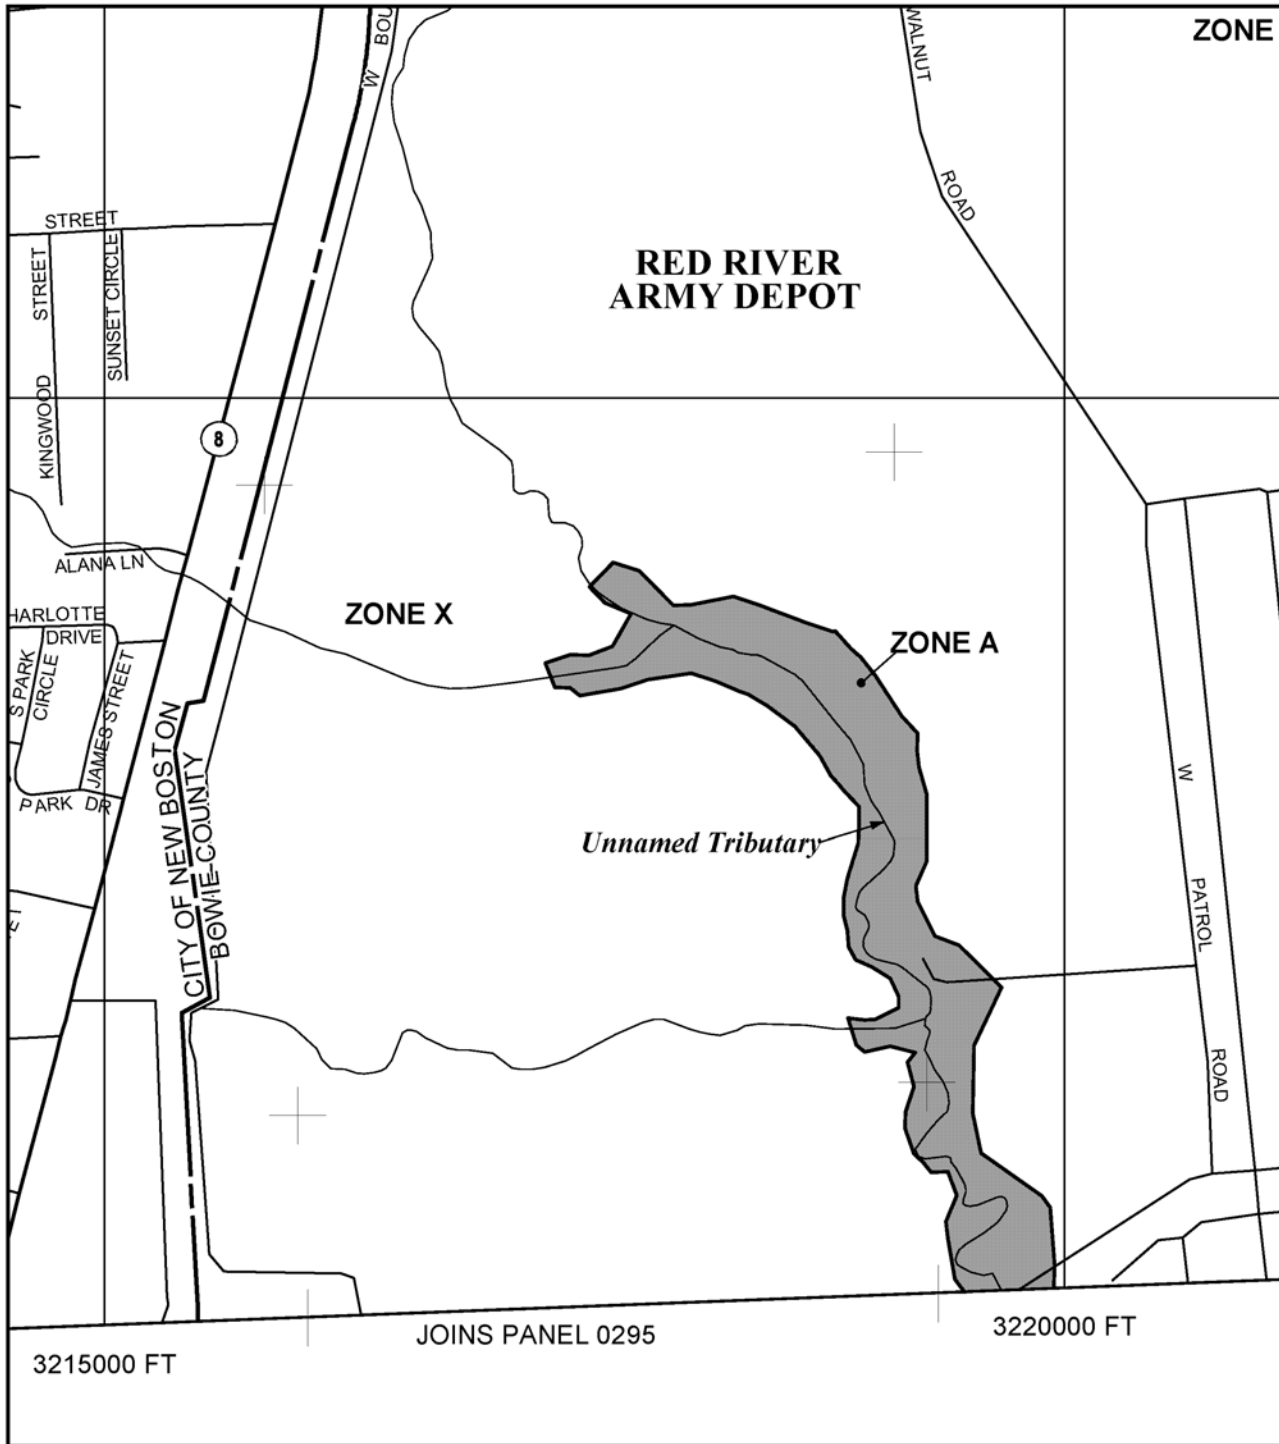 ZONE
W BOU
WALNUT
ROAD
STREET
STREET
SUNSET CIRCLE
KINGWOOD
RED RIVER
ARMY DEPOT
8
ALANA LN
HARLOTTE
DRIVE
S PARK
CIRCLE
JAMES STREET
PARK DR
ZONE X
ZONE A
CITY OF NEW BOSTON
BOWIE COUNTY
Unnamed Tributary
W
PATROL
ROAD
ET
JOINS PANEL 0295
3220000 FT
3215000 FT